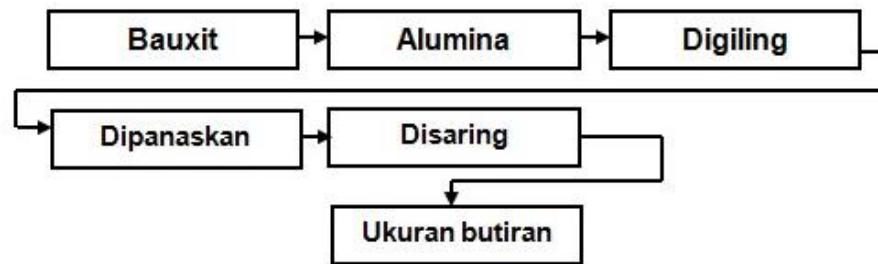 Bauxit
Alumina
Digiling
Dipanaskan
Disaring
Ukuran butiran